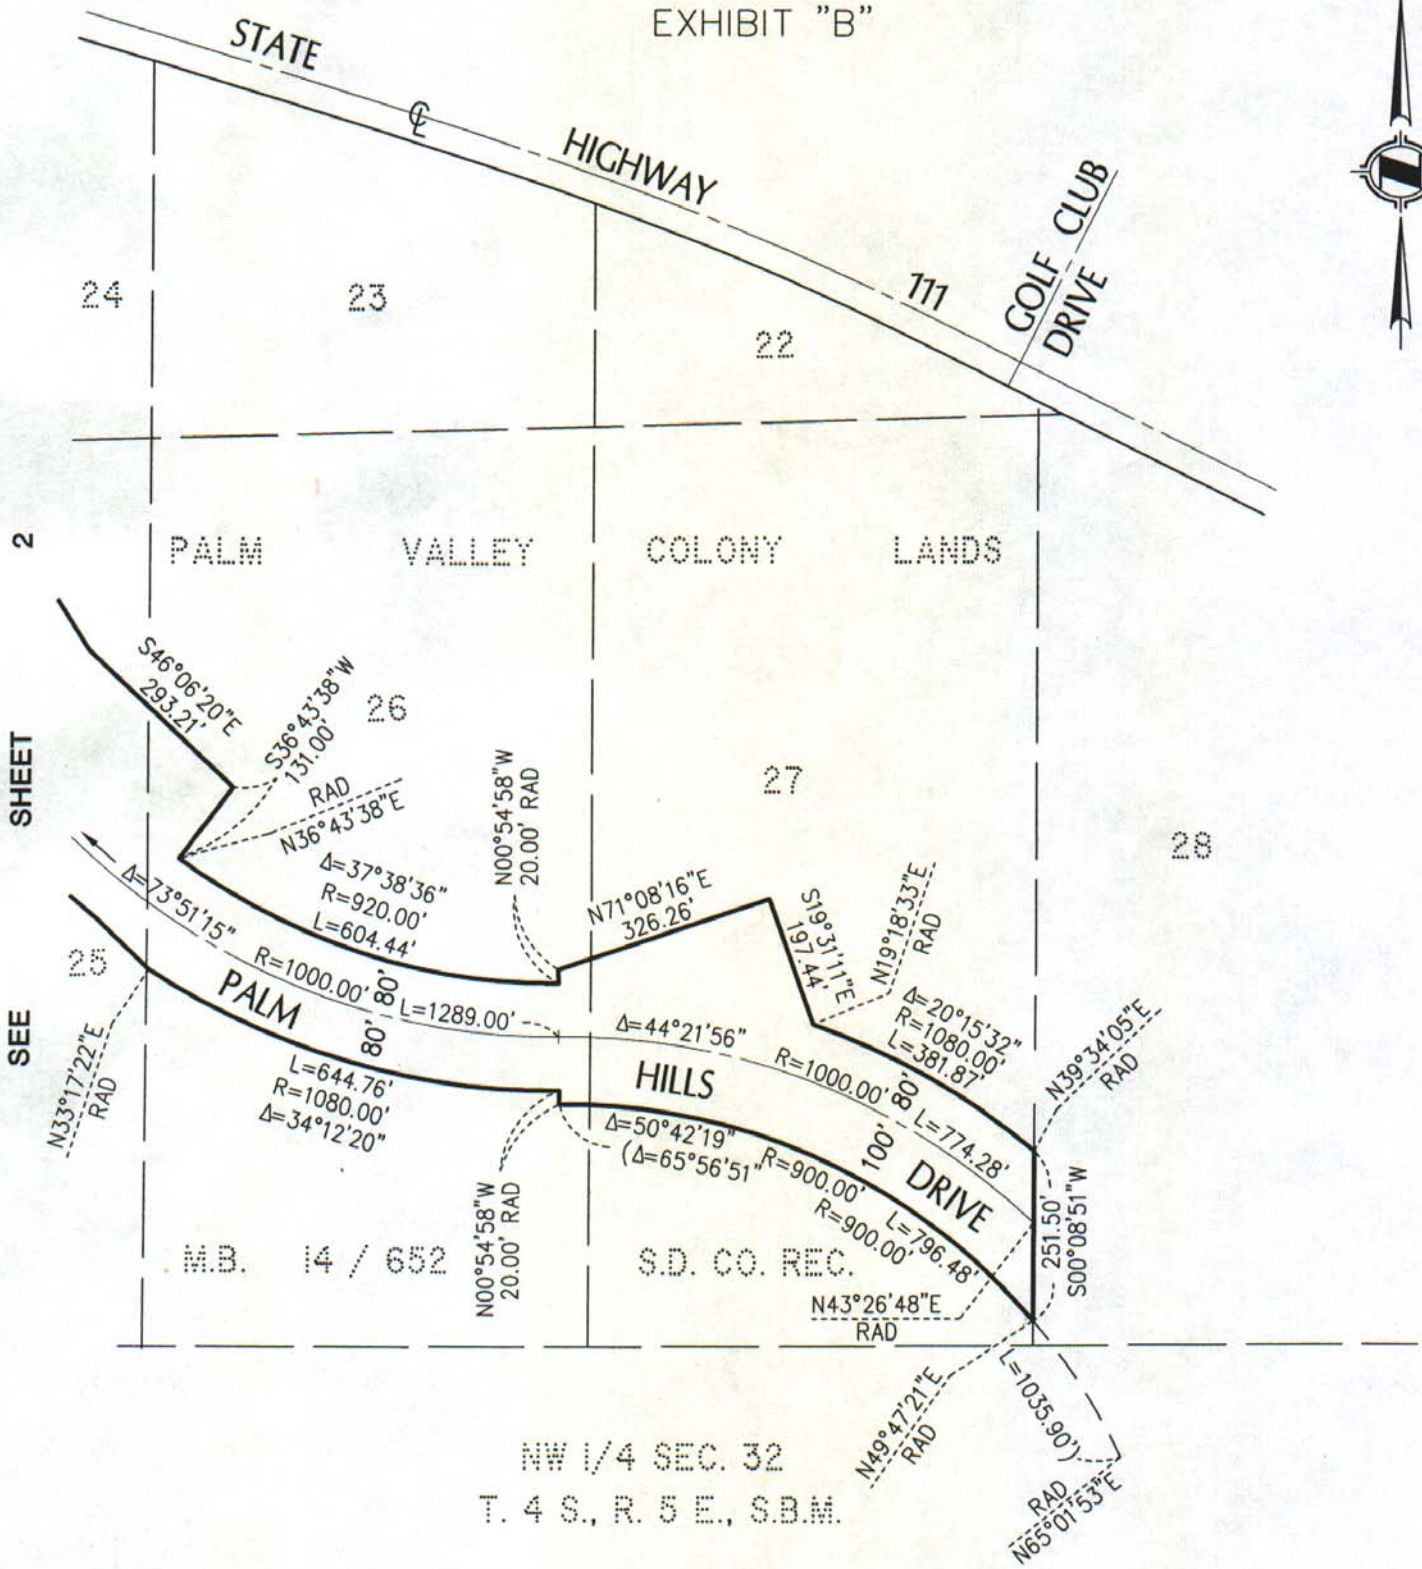 EXHIBIT "B"
STATE
℄
HIGHWAY
111
GOLF CLUB
DRIVE
24
23
22
2
PALM VALLEY COLONY LANDS
S46°06'20"E
293.21'
S36°43'38"W
131.00'
26
RAD
N36°43'38"E
27
28
SHEET
N00°54'58"W
20.00' RAD
Δ=37°38'36"
R=920.00'
L=604.44'
N71°08'16"E
326.26'
S19°31'11"E
197.44'
N19°18'33"E
RAD
Δ=73°51'15"
R=1000.00'
L=1289.00'
80'
80'
25
PALM
SEE
N33°17'22"E
RAD
L=644.76'
R=1080.00'
Δ=34°12'20"
Δ=44°21'56"
R=1000.00'
L=774.28'
HILLS
Δ=20°15'32"
R=1080.00'
L=381.87'
80'
N39°34'05"E
RAD
Δ=50°42'19"
R=900.00'
L=796.48'
(Δ=65°56'51"
R=900.00'
100'
DRIVE
251.50'
S00°08'51"W
N00°54'58"W
20.00' RAD
M.B. 14 / 652
S.D. CO. REC.
N43°26'48"E
RAD
N49°47'21"E
RAD
L=1035.90')
RAD
N65°01'53"E
NW 1/4 SEC. 32
T. 4 S., R. 5 E., S.B.M.